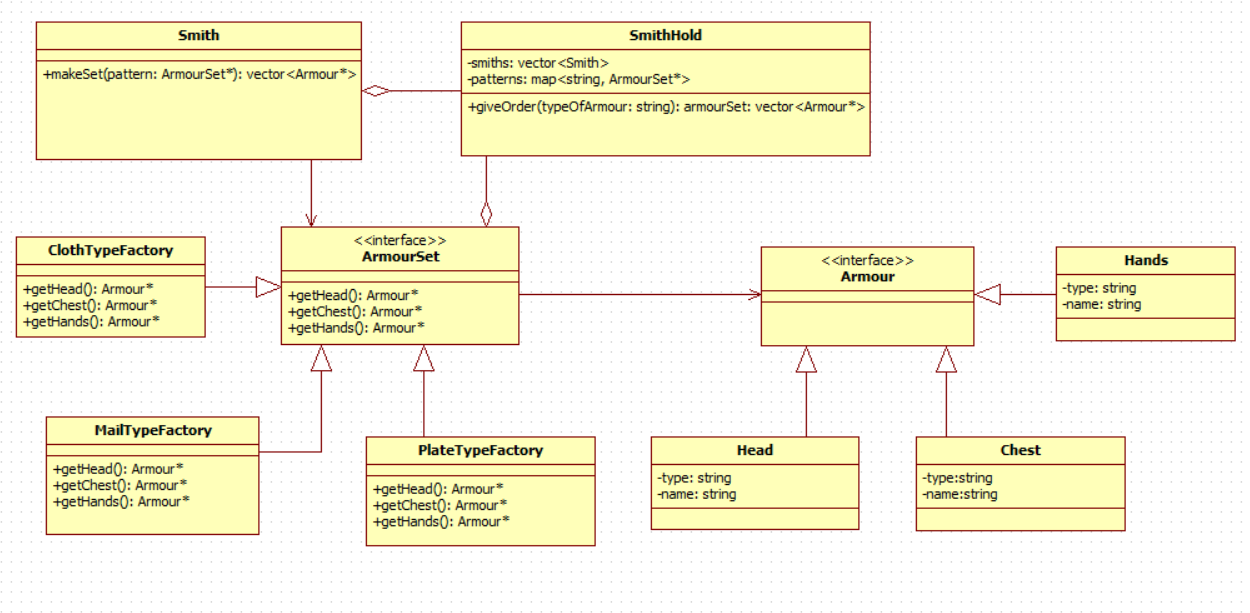 Smith
+makeSet(pattern: ArmourSet*): vector<Armour*>
SmithHold
-smiths: vector<Smith>
-patterns: map<string, ArmourSet*>
+giveOrder(typeOfArmour: string): armourSet: vector<Armour*>
ClothTypeFactory
+getHead(): Armour*
+getChest(): Armour*
+getHands(): Armour*
<<interface>>
ArmourSet
+getHead(): Armour*
+getChest(): Armour*
+getHands(): Armour*
<<interface>>
Armour
Hands
-type: string
-name: string
MailTypeFactory
+getHead(): Armour*
+getChest(): Armour*
+getHands(): Armour*
PlateTypeFactory
+getHead(): Armour*
+getChest(): Armour*
+getHands(): Armour*
Head
-type: string
-name: string
Chest
-type:string
-name:string